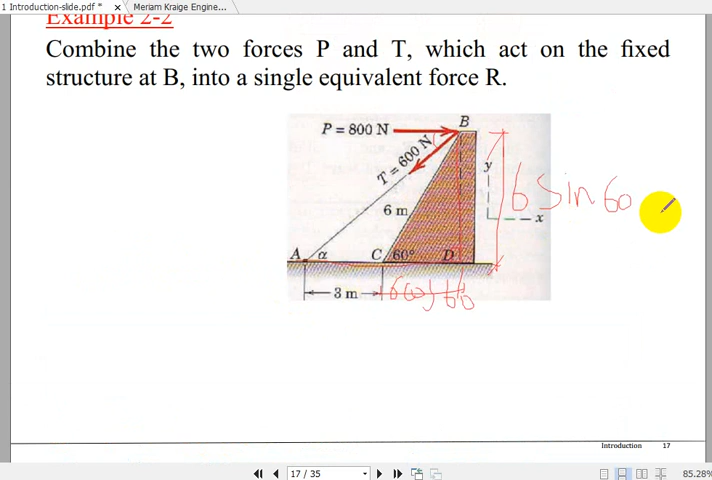 1 Introduction-slide.pdf * × Meriam Kraige Engine...
Example 2-2
Combine the two forces P and T, which act on the fixed
structure at B, into a single equivalent force R.
P = 800 N
B
T = 600 N
y
6 m
6 Sin 60
x
A
α
C
60°
D
3 m
6 cos 60
Introduction 17
17 / 35
85.28%